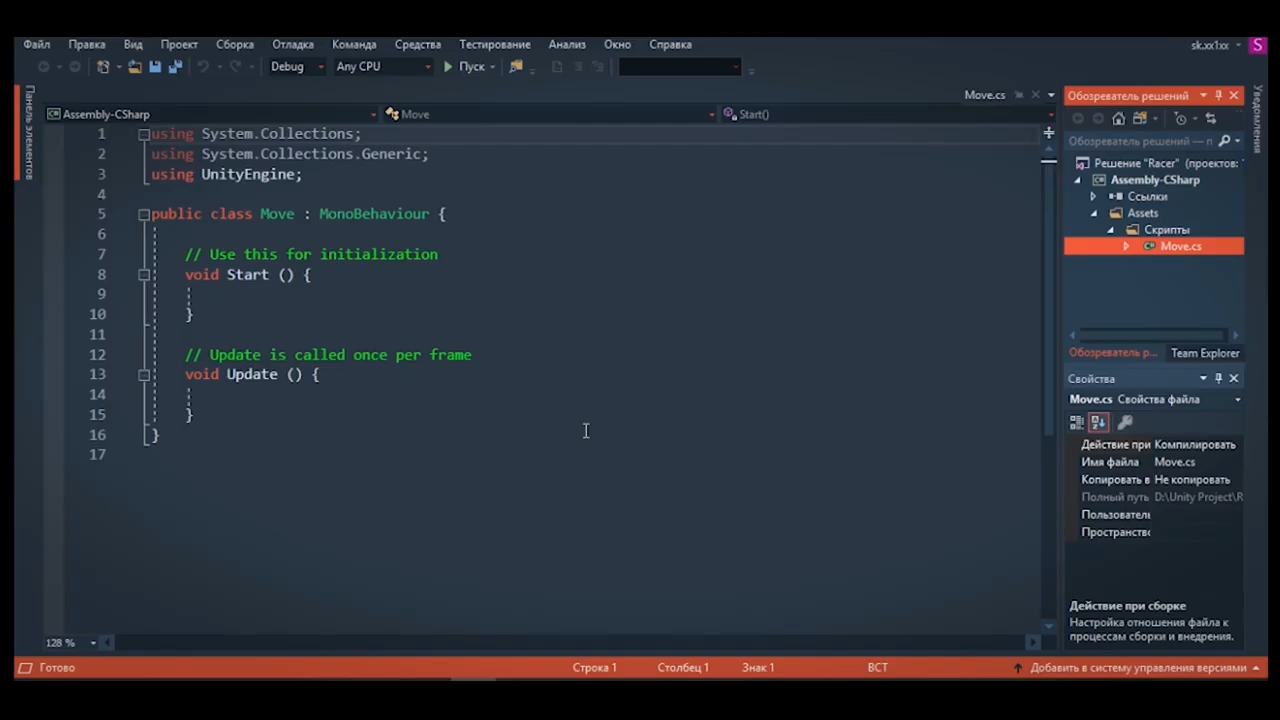 Файл Правка Вид Проект Сборка Отладка Команда Средства Тестирование Анализ Окно Справка sk.xx1xx S
Debug Any CPU Пуск
Панель элементов
Move.cs
Assembly-CSharp Move Start()
1 using System.Collections;
2 using System.Collections.Generic;
3 using UnityEngine;
4
5 public class Move : MonoBehaviour {
6
7 // Use this for initialization
8 void Start () {
9
10 }
11
12 // Update is called once per frame
13 void Update () {
14
15 }
16 }
17
128 %
Обозреватель решений
Обозреватель решений — п
Решение "Racer" (проектов:
Assembly-CSharp
Ссылки
Assets
Скрипты
Move.cs
Обозреватель р... Team Explorer
Свойства
Move.cs Свойства файла
Действие при Компилировать
Имя файла Move.cs
Копировать в Не копировать
Полный путь D:\Unity Project\R
Пользователь
Пространство
Действие при сборке
Настройка отношения файла к
процессам сборки и внедрения.
Уведомления
Готово Строка 1 Столбец 1 Знак 1 ВСТ Добавить в систему управления версиями